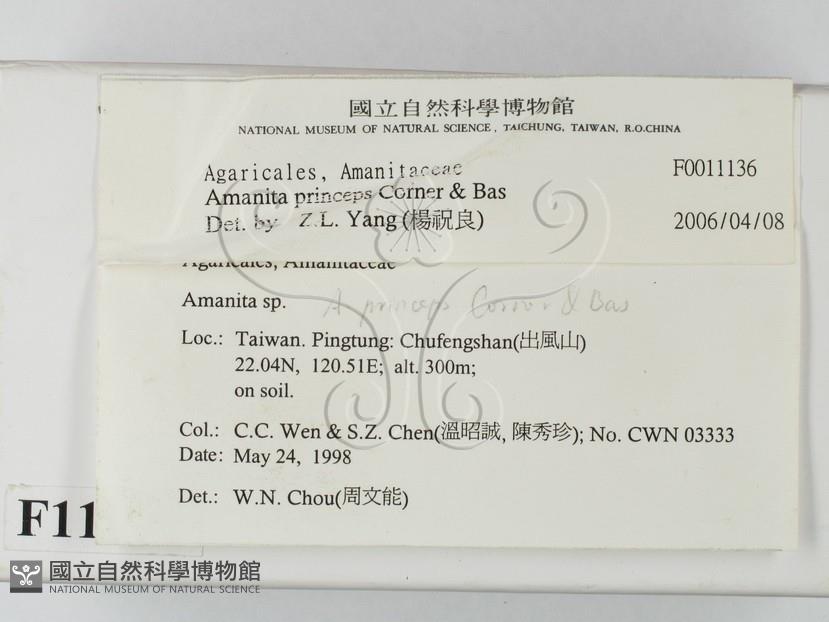 國立自然科學博物館
NATIONAL MUSEUM OF NATURAL SCIENCE, TAICHUNG, TAIWAN, R.O.CHINA
Agaricales, Amanitaceae F0011136
Amanita princeps Corner & Bas
Det. by Z.L. Yang(楊祝良) 2006/04/08
Agaricales, Amanitaceae
Amanita sp. A princeps Corner & Bas
Loc.: Taiwan. Pingtung: Chufengshan(出風山)
22.04N, 120.51E; alt. 300m;
on soil.
Col.: C.C. Wen & S.Z. Chen(溫昭誠, 陳秀珍); No. CWN 03333
Date: May 24, 1998
Det.: W.N. Chou(周文能)
F11
國立自然科學博物館
NATIONAL MUSEUM OF NATURAL SCIENCE